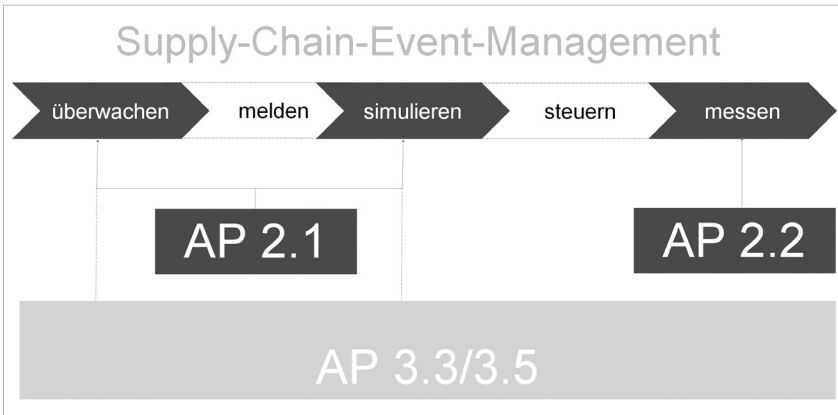 Supply-Chain-Event-Management
überwachen melden simulieren steuern messen
AP 2.1 AP 2.2
AP 3.3/3.5